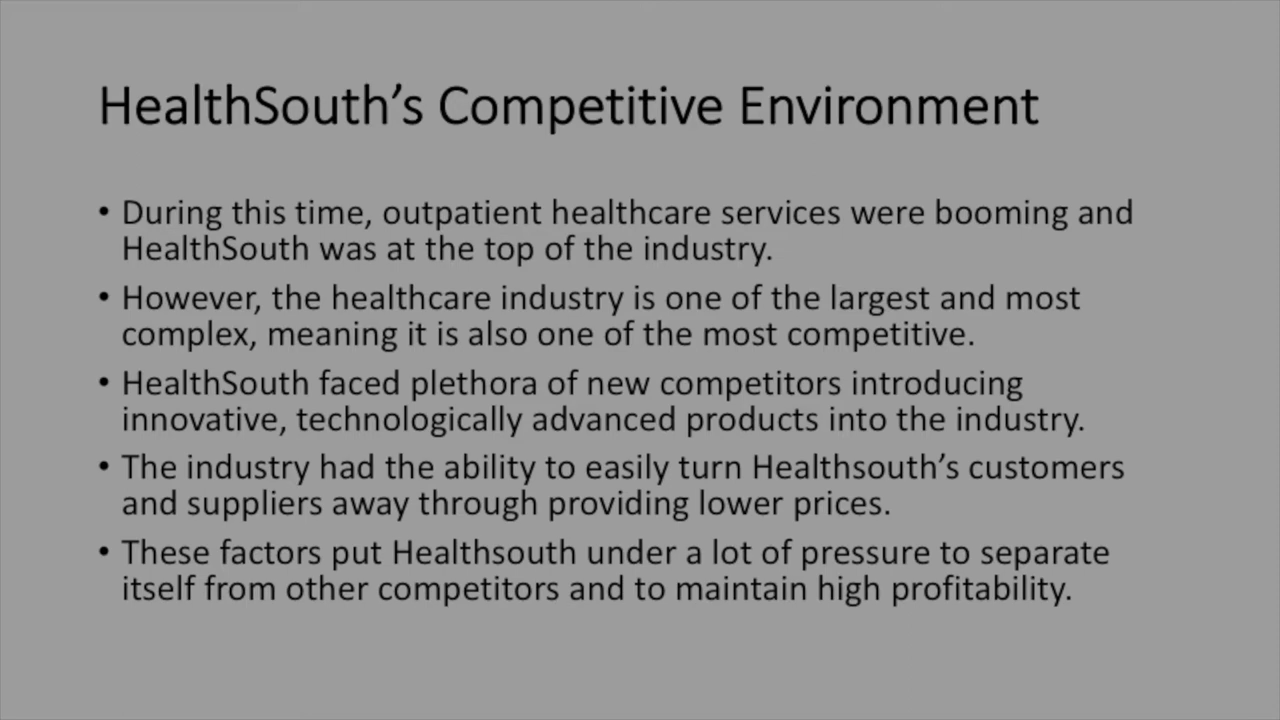 HealthSouth’s Competitive Environment
• During this time, outpatient healthcare services were booming and
HealthSouth was at the top of the industry.
• However, the healthcare industry is one of the largest and most
complex, meaning it is also one of the most competitive.
• HealthSouth faced plethora of new competitors introducing
innovative, technologically advanced products into the industry.
• The industry had the ability to easily turn Healthsouth’s customers
and suppliers away through providing lower prices.
• These factors put Healthsouth under a lot of pressure to separate
itself from other competitors and to maintain high profitability.